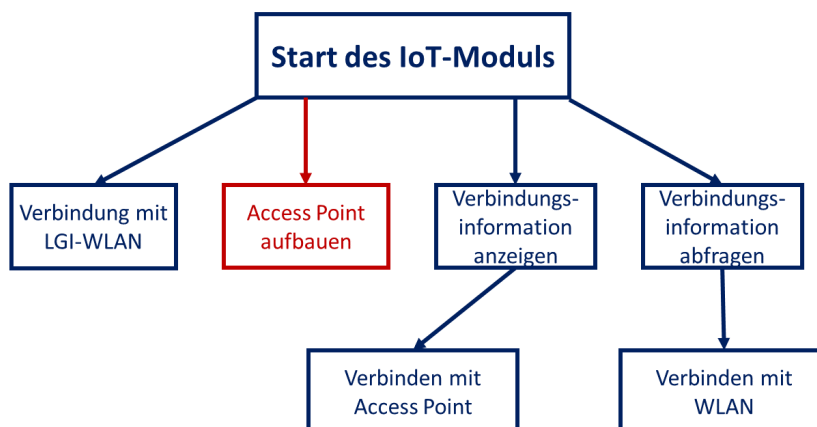 Start des IoT-Moduls
Verbindung mit
LGI-WLAN
Access Point
aufbauen
Verbindungs-
information
anzeigen
Verbindungs-
information
abfragen
Verbinden mit
Access Point
Verbinden mit
WLAN